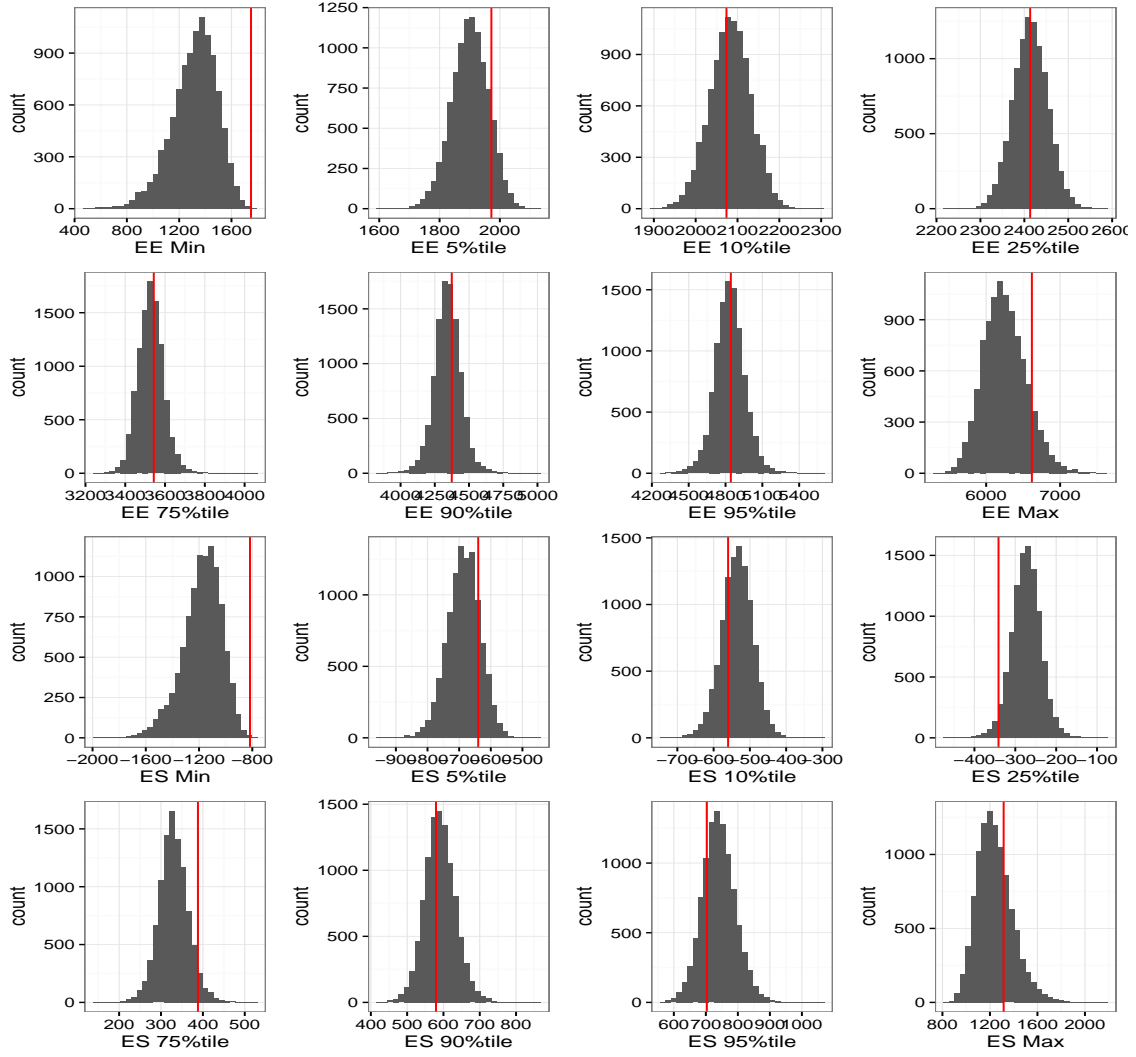 900
600
300
0
count
400 800 1200 1600
EE Min
1250
1000
750
500
250
0
count
1600 1800 2000
EE 5%tile
900
600
300
0
count
1900 2000 2100 2200 2300
EE 10%tile
1000
500
0
count
2200 2300 2400 2500 2600
EE 25%tile
1500
1000
500
0
count
3200 3400 3600 3800 4000
EE 75%tile
1500
1000
500
0
count
4000 4250 4500 4750 5000
EE 90%tile
1500
1000
500
0
count
4200 4500 4800 5100 5400
EE 95%tile
900
600
300
0
count
6000 7000
EE Max
1000
750
500
250
0
count
−2000 −1600 −1200 −800
ES Min
1000
500
0
count
−900 −800 −700 −600 −500
ES 5%tile
1500
1000
500
0
count
−700 −600 −500 −400 −300
ES 10%tile
1500
1000
500
0
count
−400 −300 −200 −100
ES 25%tile
1500
1000
500
0
count
200 300 400 500
ES 75%tile
1500
1000
500
0
count
400 500 600 700 800
ES 90%tile
1000
500
0
count
600 700 800 900 1000
ES 95%tile
1000
500
0
count
800 1200 1600 2000
ES Max